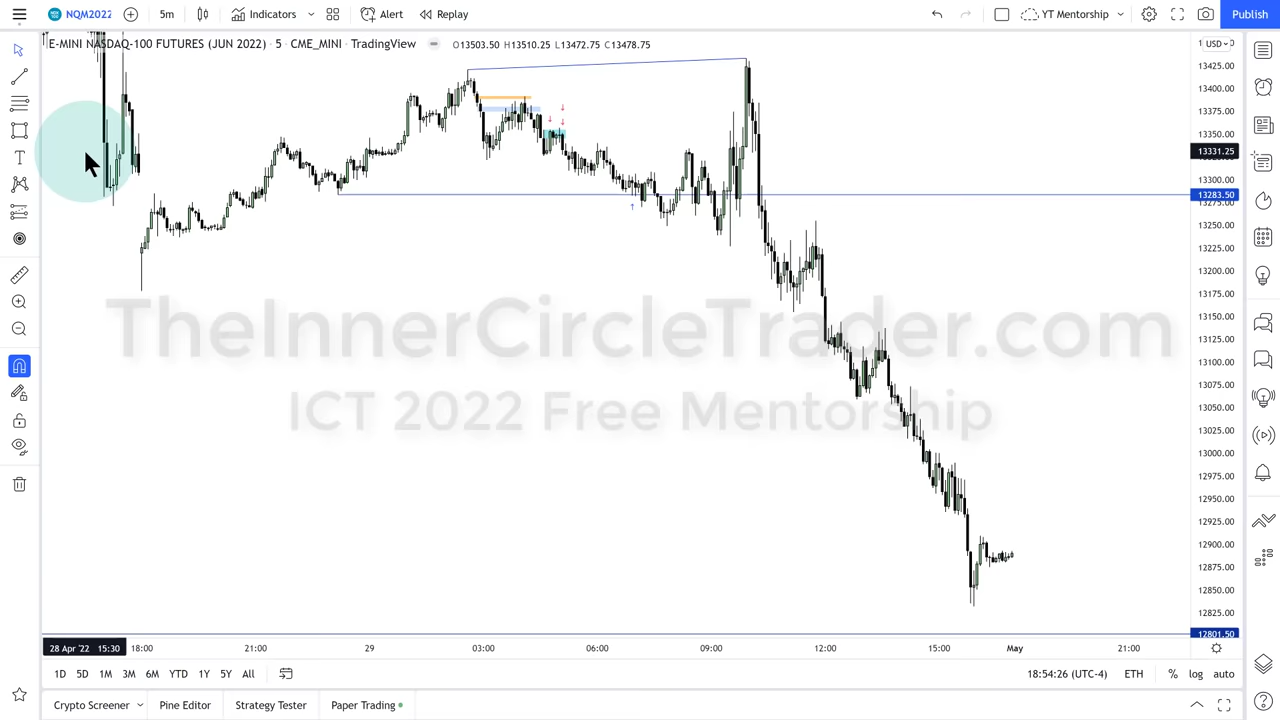 NQM2022
5m
Indicators
Alert
Replay
YT Mentorship
Publish
E-MINI NASDAQ-100 FUTURES (JUN 2022) · 5 · CME_MINI · TradingView
O13503.50 H13510.25 L13472.75 C13478.75
USD
13425.00
13400.00
13375.00
13350.00
13331.25
13300.00
13283.50
13275.00
13250.00
13225.00
13200.00
13175.00
13150.00
13125.00
13100.00
13075.00
13050.00
13025.00
13000.00
12975.00
12950.00
12925.00
12900.00
12875.00
12850.00
12825.00
12801.50
TheInnerCircleTrader.com
ICT 2022 Free Mentorship
28 Apr '22 15:30
18:00
21:00
29
03:00
06:00
09:00
12:00
15:00
May
21:00
1D 5D 1M 3M 6M YTD 1Y 5Y All
18:54:26 (UTC-4)
ETH
% log auto
Crypto Screener
Pine Editor
Strategy Tester
Paper Trading